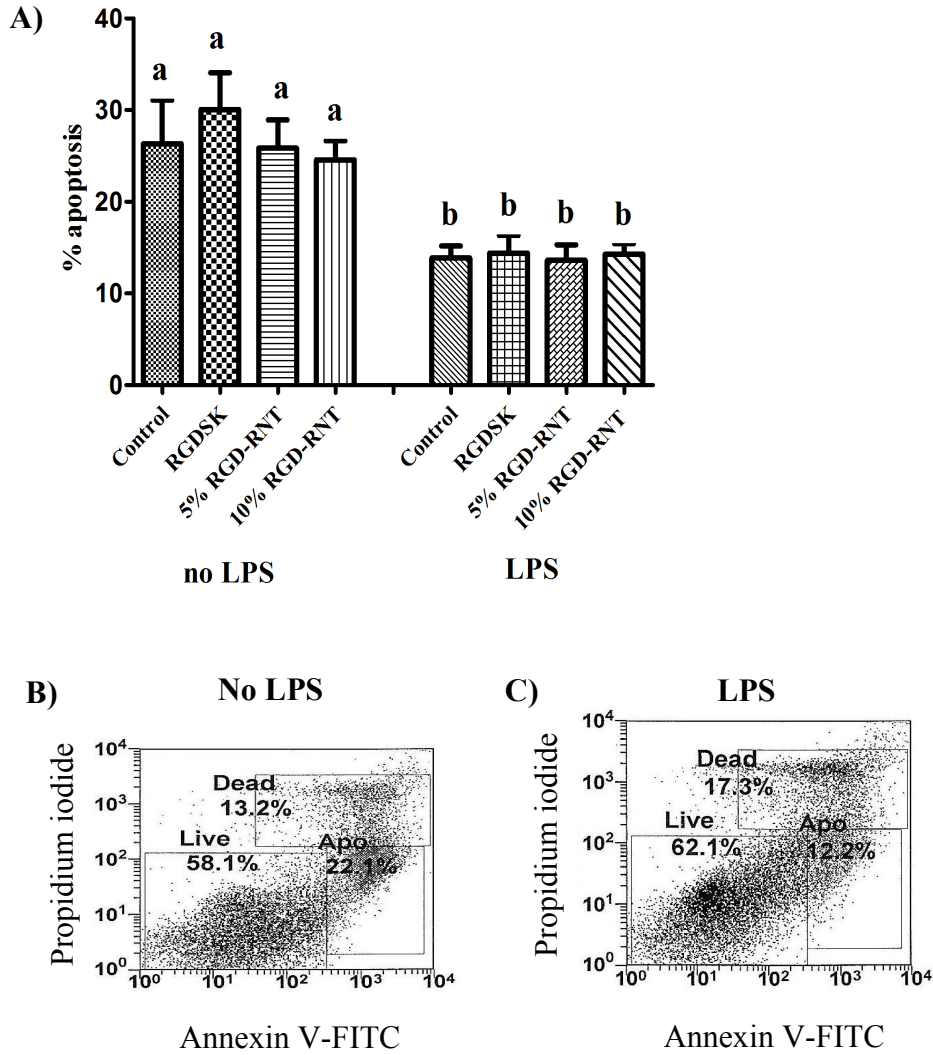 A)
40
30
20
10
0
% apoptosis
a
a
a
a
b
b
b
b
Control
RGDSK
5% RGD-RNT
10% RGD-RNT
Control
RGDSK
5% RGD-RNT
10% RGD-RNT
no LPS
LPS
B)
No LPS
Propidium iodide
10⁴
10³
10²
10¹
10⁰
Dead
13.2%
Live
58.1%
Apo
22.1%
10⁰ 10¹ 10² 10³ 10⁴
Annexin V-FITC
C)
LPS
Propidium iodide
10⁴
10³
10²
10¹
10⁰
Dead
17.3%
Live
62.1%
Apo
12.2%
10⁰ 10¹ 10² 10³ 10⁴
Annexin V-FITC